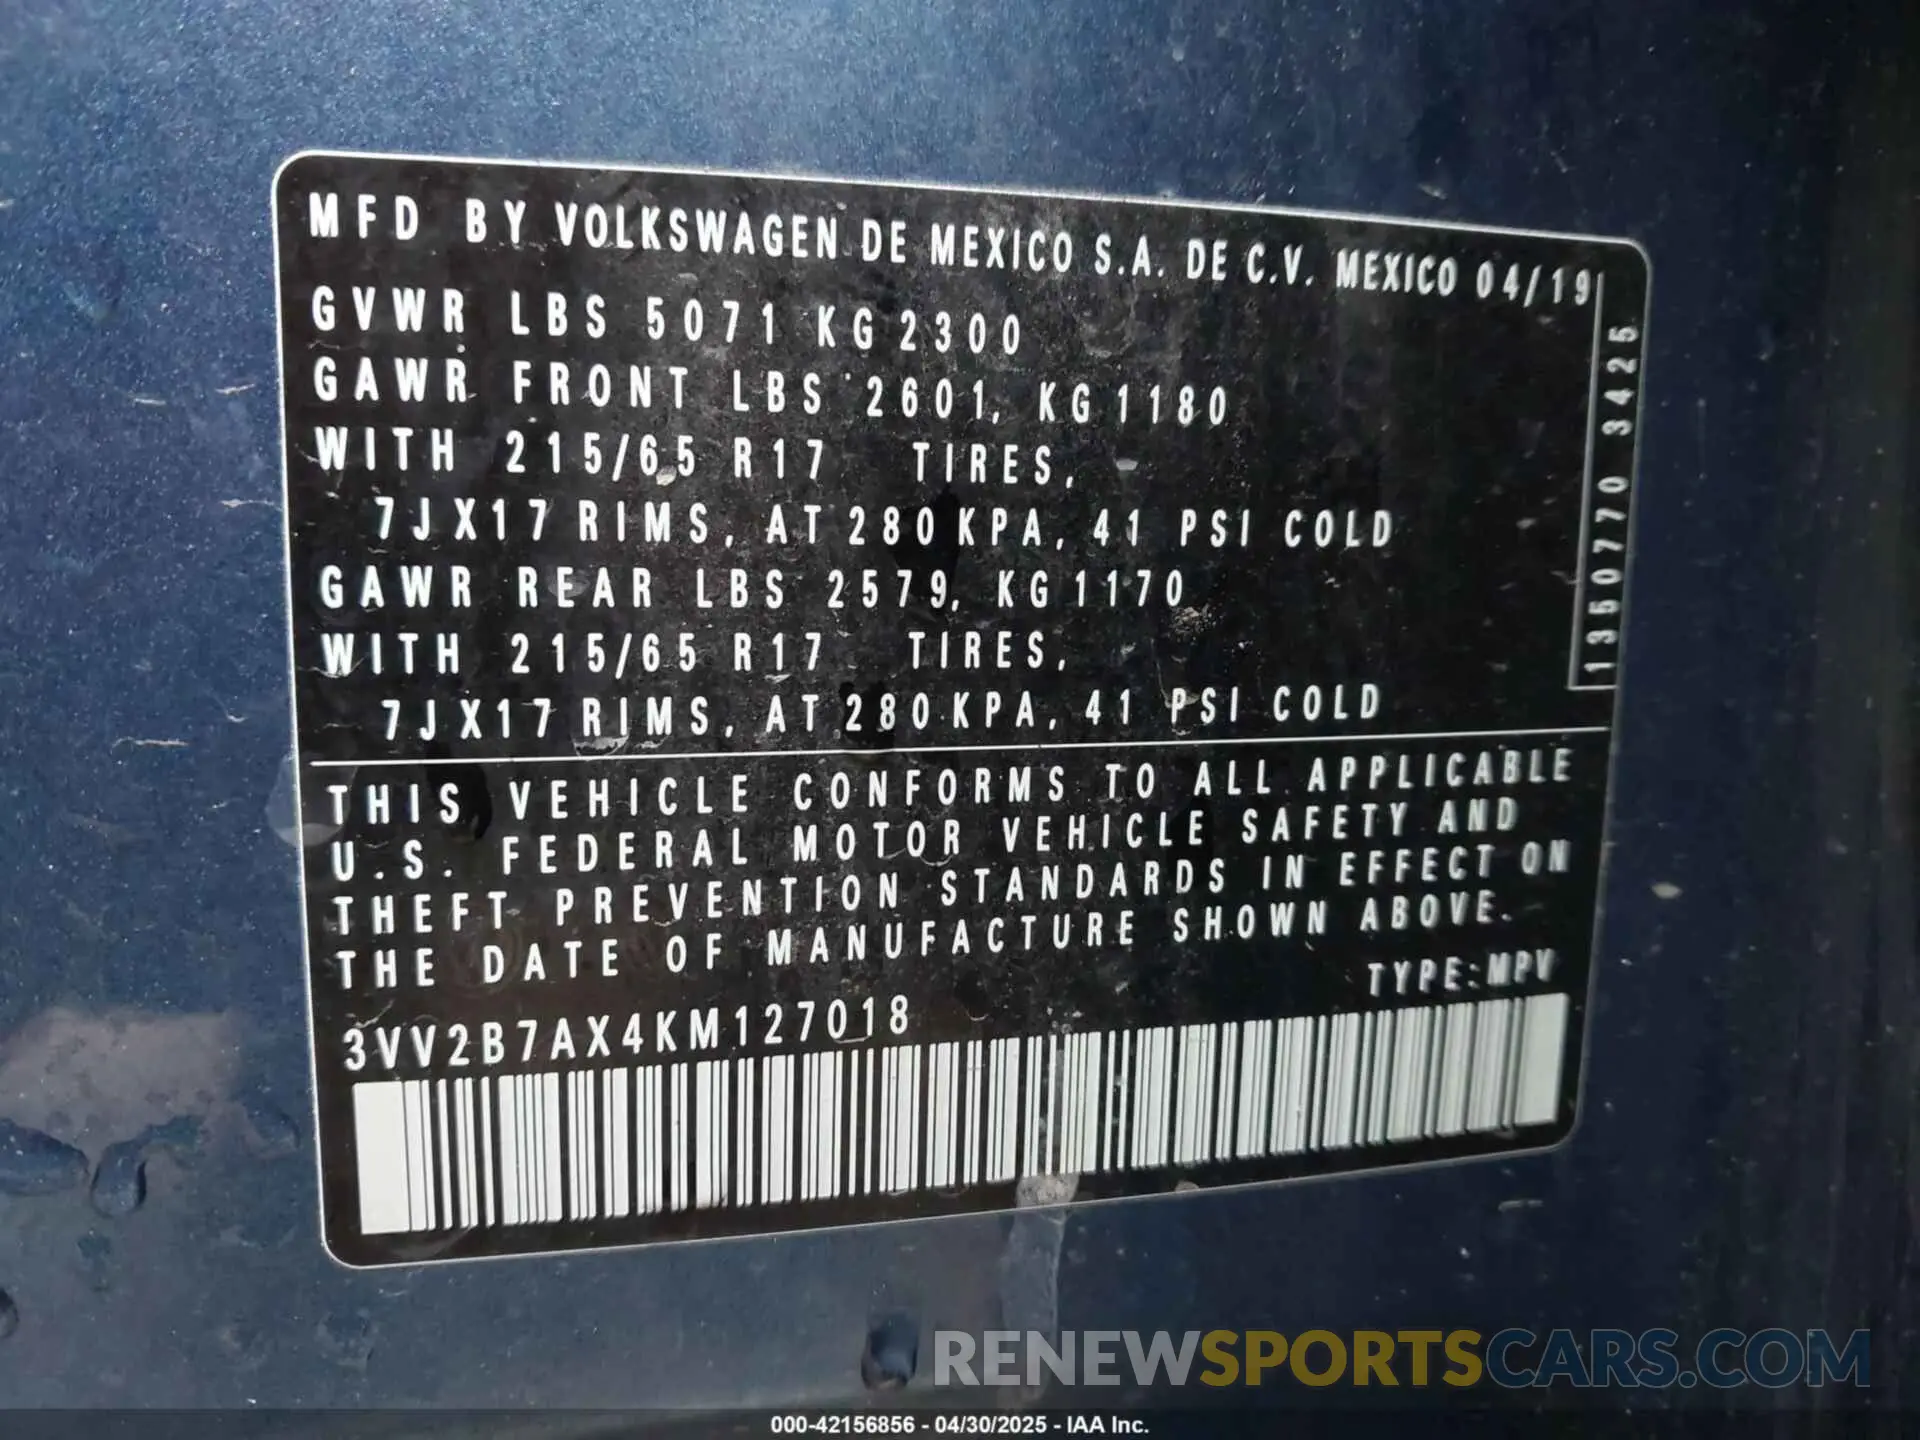 MFD BY VOLKSWAGEN DE MEXICO S.A. DE C.V. MEXICO 04/19
GVWR LBS 5071 KG 2300
GAWR FRONT LBS 2601, KG 1180
WITH 215/65 R17 TIRES,
7JX17 RIMS, AT 280 KPA, 41 PSI COLD
GAWR REAR LBS 2579, KG 1170
WITH 215/65 R17 TIRES,
7JX17 RIMS, AT 280 KPA, 41 PSI COLD
1350770 3425
THIS VEHICLE CONFORMS TO ALL APPLICABLE
U.S. FEDERAL MOTOR VEHICLE SAFETY AND
THEFT PREVENTION STANDARDS IN EFFECT ON
THE DATE OF MANUFACTURE SHOWN ABOVE.
TYPE:MPV
3VV2B7AX4KM127018
RENEWSPORTSCARS.COM
000-42156856 - 04/30/2025 - IAA Inc.